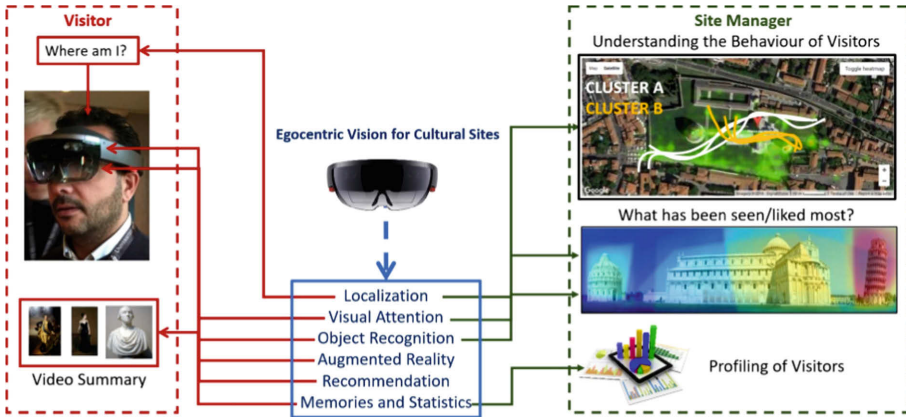 Visitor
Where am I?
Video Summary
Egocentric Vision for Cultural Sites
Localization
Visual Attention
Object Recognition
Augmented Reality
Recommendation
Memories and Statistics
Site Manager
Understanding the Behaviour of Visitors
Toggle heatmap
CLUSTER A
CLUSTER B
Google
What has been seen/liked most?
Profiling of Visitors